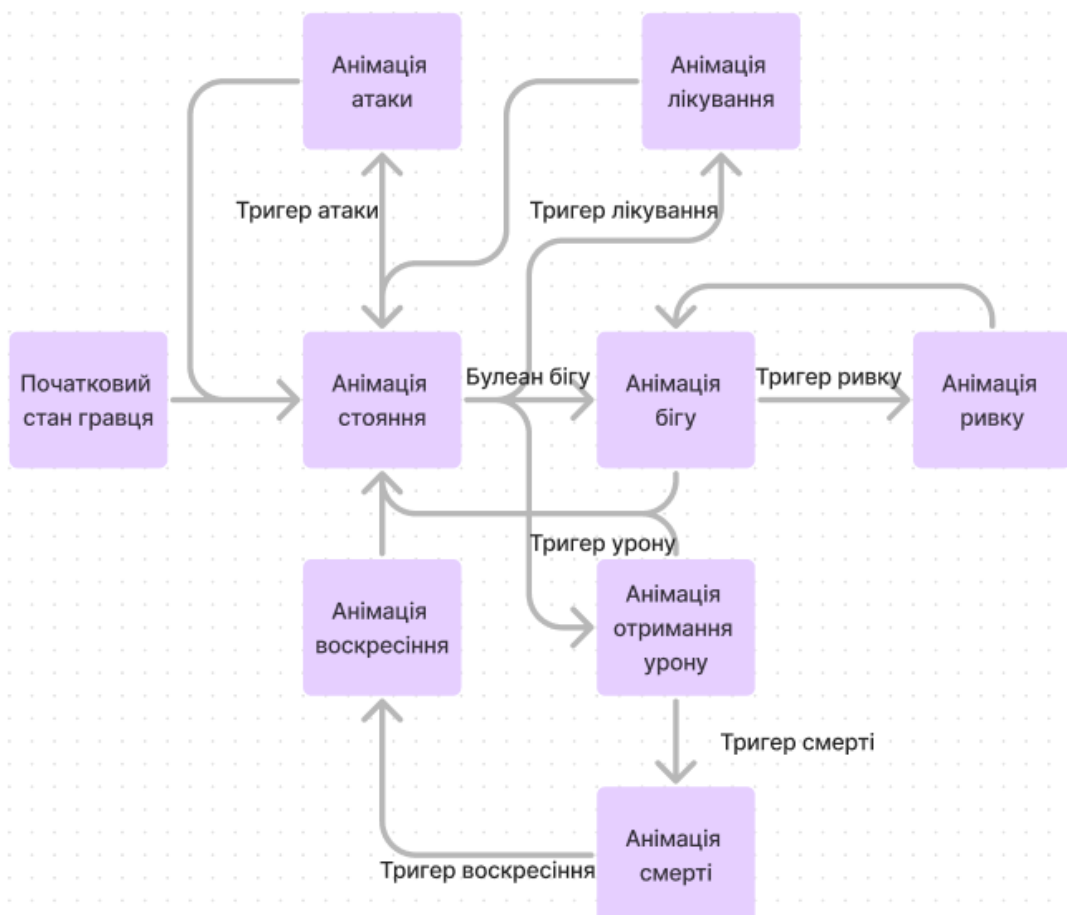 Анімація
атаки
Анімація
лікування
Тригер атаки
Тригер лікування
Початковий
стан гравця
Анімація
стояння
Булеан бігу
Анімація
бігу
Тригер ривку
Анімація
ривку
Тригер урону
Анімація
воскресіння
Анімація
отримання
урону
Тригер смерті
Анімація
смерті
Тригер воскресіння